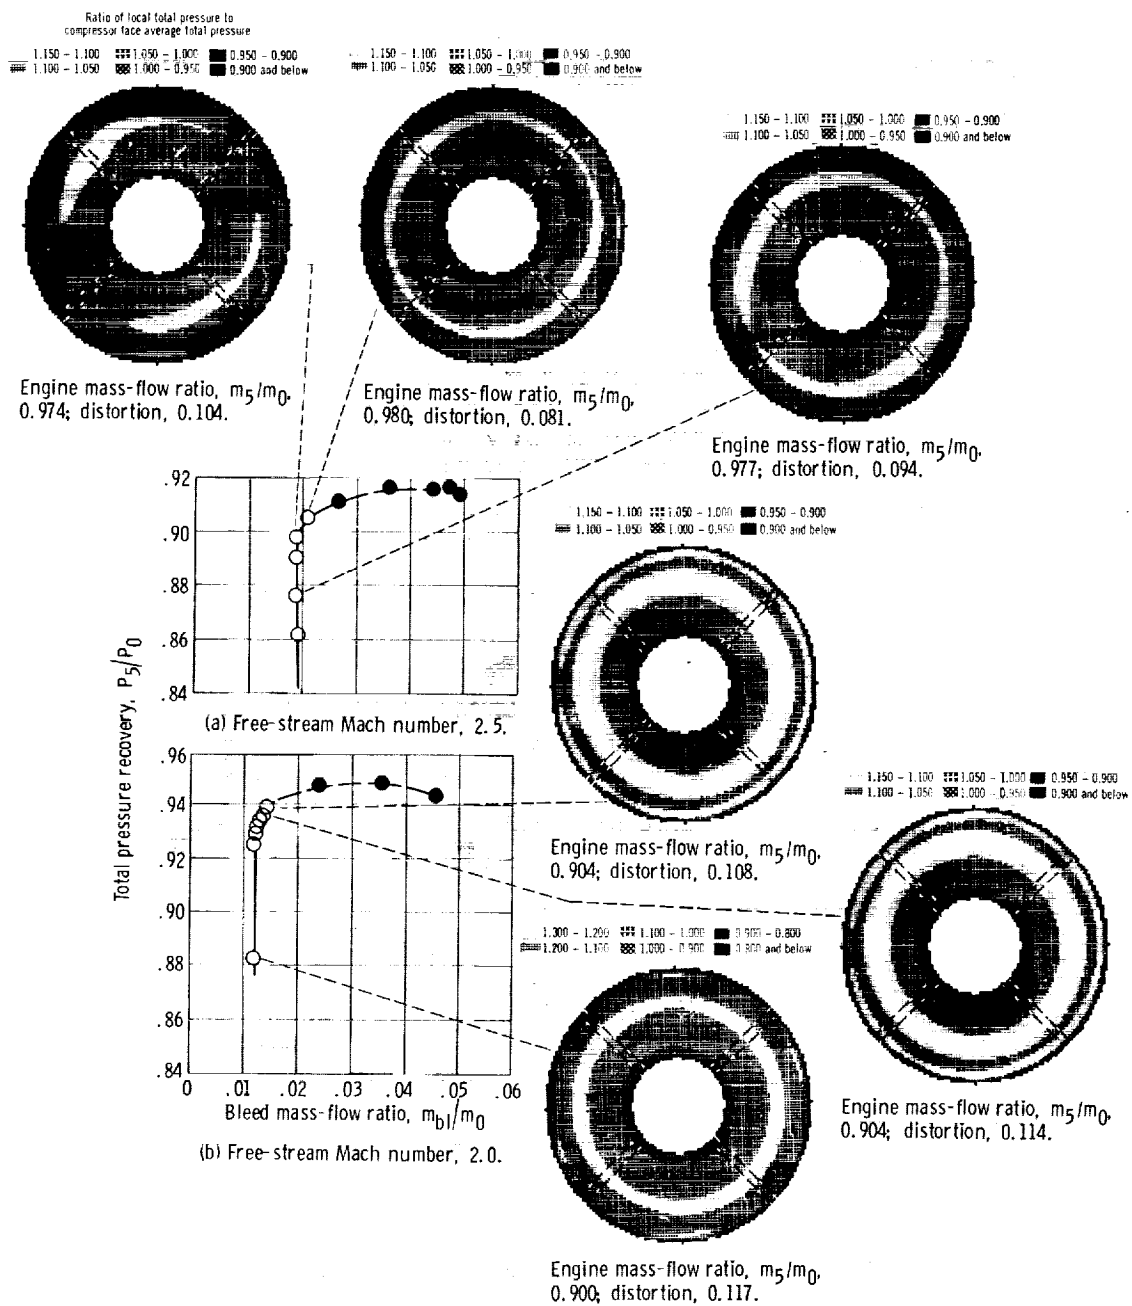 Ratio of local total pressure to
compressor face average total pressure
1.150 - 1.100 1.050 - 1.000 0.950 - 0.900
1.100 - 1.050 1.000 - 0.950 0.900 and below
1.150 - 1.100 1.050 - 1.000 0.950 - 0.900
1.100 - 1.050 1.000 - 0.950 0.900 and below
1.150 - 1.100 1.050 - 1.000 0.950 - 0.900
1.100 - 1.050 1.000 - 0.950 0.900 and below
Engine mass-flow ratio, m5/m0,
0.974; distortion, 0.104.
Engine mass-flow ratio, m5/m0,
0.980; distortion, 0.081.
Engine mass-flow ratio, m5/m0,
0.977; distortion, 0.094.
Total pressure recovery, P5/P0
.92
.90
.88
.86
.84
(a) Free-stream Mach number, 2.5.
1.150 - 1.100 1.050 - 1.000 0.950 - 0.900
1.100 - 1.050 1.000 - 0.950 0.900 and below
.96
.94
.92
.90
.88
.86
.84
0 .01 .02 .03 .04 .05 .06
Bleed mass-flow ratio, mbl/m0
(b) Free-stream Mach number, 2.0.
1.150 - 1.100 1.050 - 1.000 0.950 - 0.900
1.100 - 1.050 1.000 - 0.950 0.900 and below
Engine mass-flow ratio, m5/m0,
0.904; distortion, 0.108.
1.300 - 1.200 1.100 - 1.000 0.900 - 0.800
1.200 - 1.100 1.000 - 0.900 0.800 and below
Engine mass-flow ratio, m5/m0,
0.904; distortion, 0.114.
Engine mass-flow ratio, m5/m0,
0.900; distortion, 0.117.